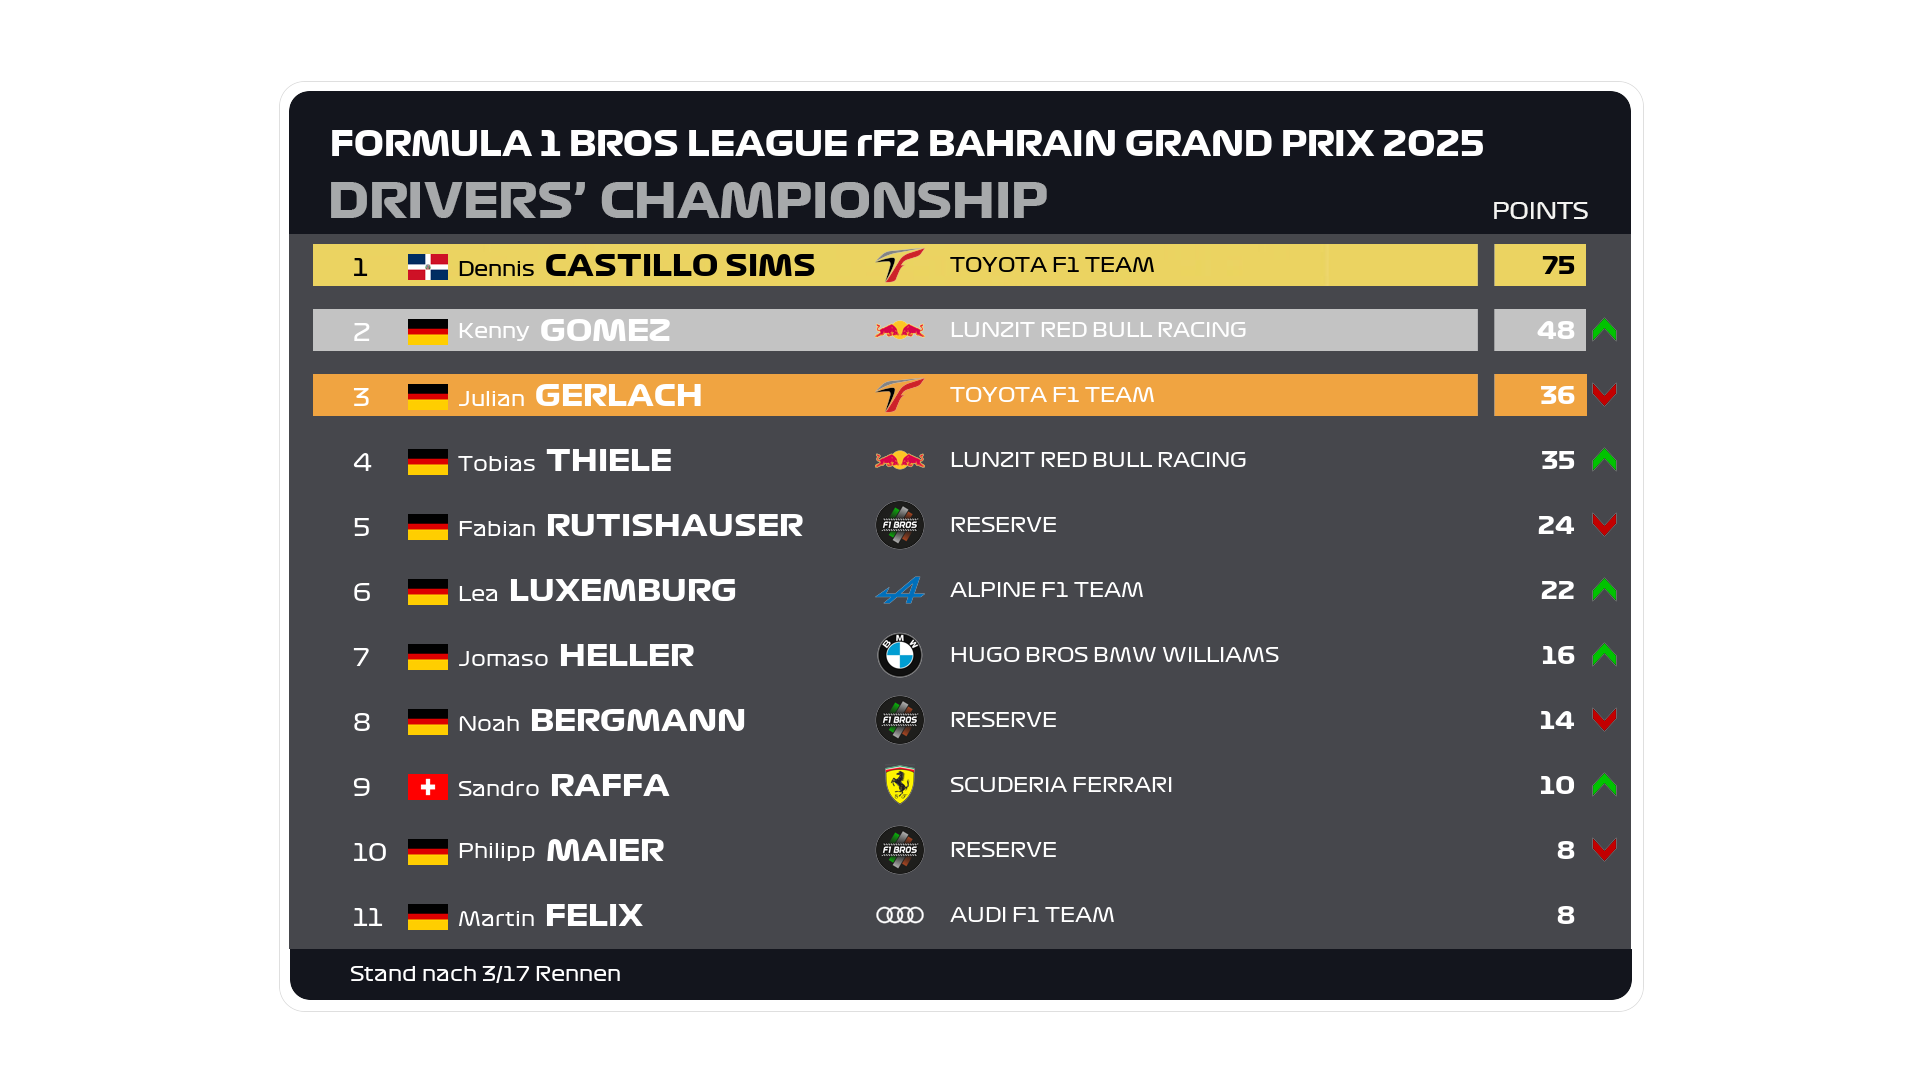 FORMULA 1 BROS LEAGUE rF2 BAHRAIN GRAND PRIX 2025
DRIVERS’ CHAMPIONSHIP
POINTS
1 Dennis CASTILLO SIMS TOYOTA F1 TEAM 75
2 Kenny GOMEZ LUNZIT RED BULL RACING 48
3 Julian GERLACH TOYOTA F1 TEAM 36
4 Tobias THIELE LUNZIT RED BULL RACING 35
5 Fabian RUTISHAUSER F1 BROS RESERVE 24
6 Lea LUXEMBURG ALPINE F1 TEAM 22
7 Jomaso HELLER BMW HUGO BROS BMW WILLIAMS 16
8 Noah BERGMANN F1 BROS RESERVE 14
9 Sandro RAFFA SCUDERIA FERRARI 10
10 Philipp MAIER F1 BROS RESERVE 8
11 Martin FELIX AUDI F1 TEAM 8
Stand nach 3/17 Rennen